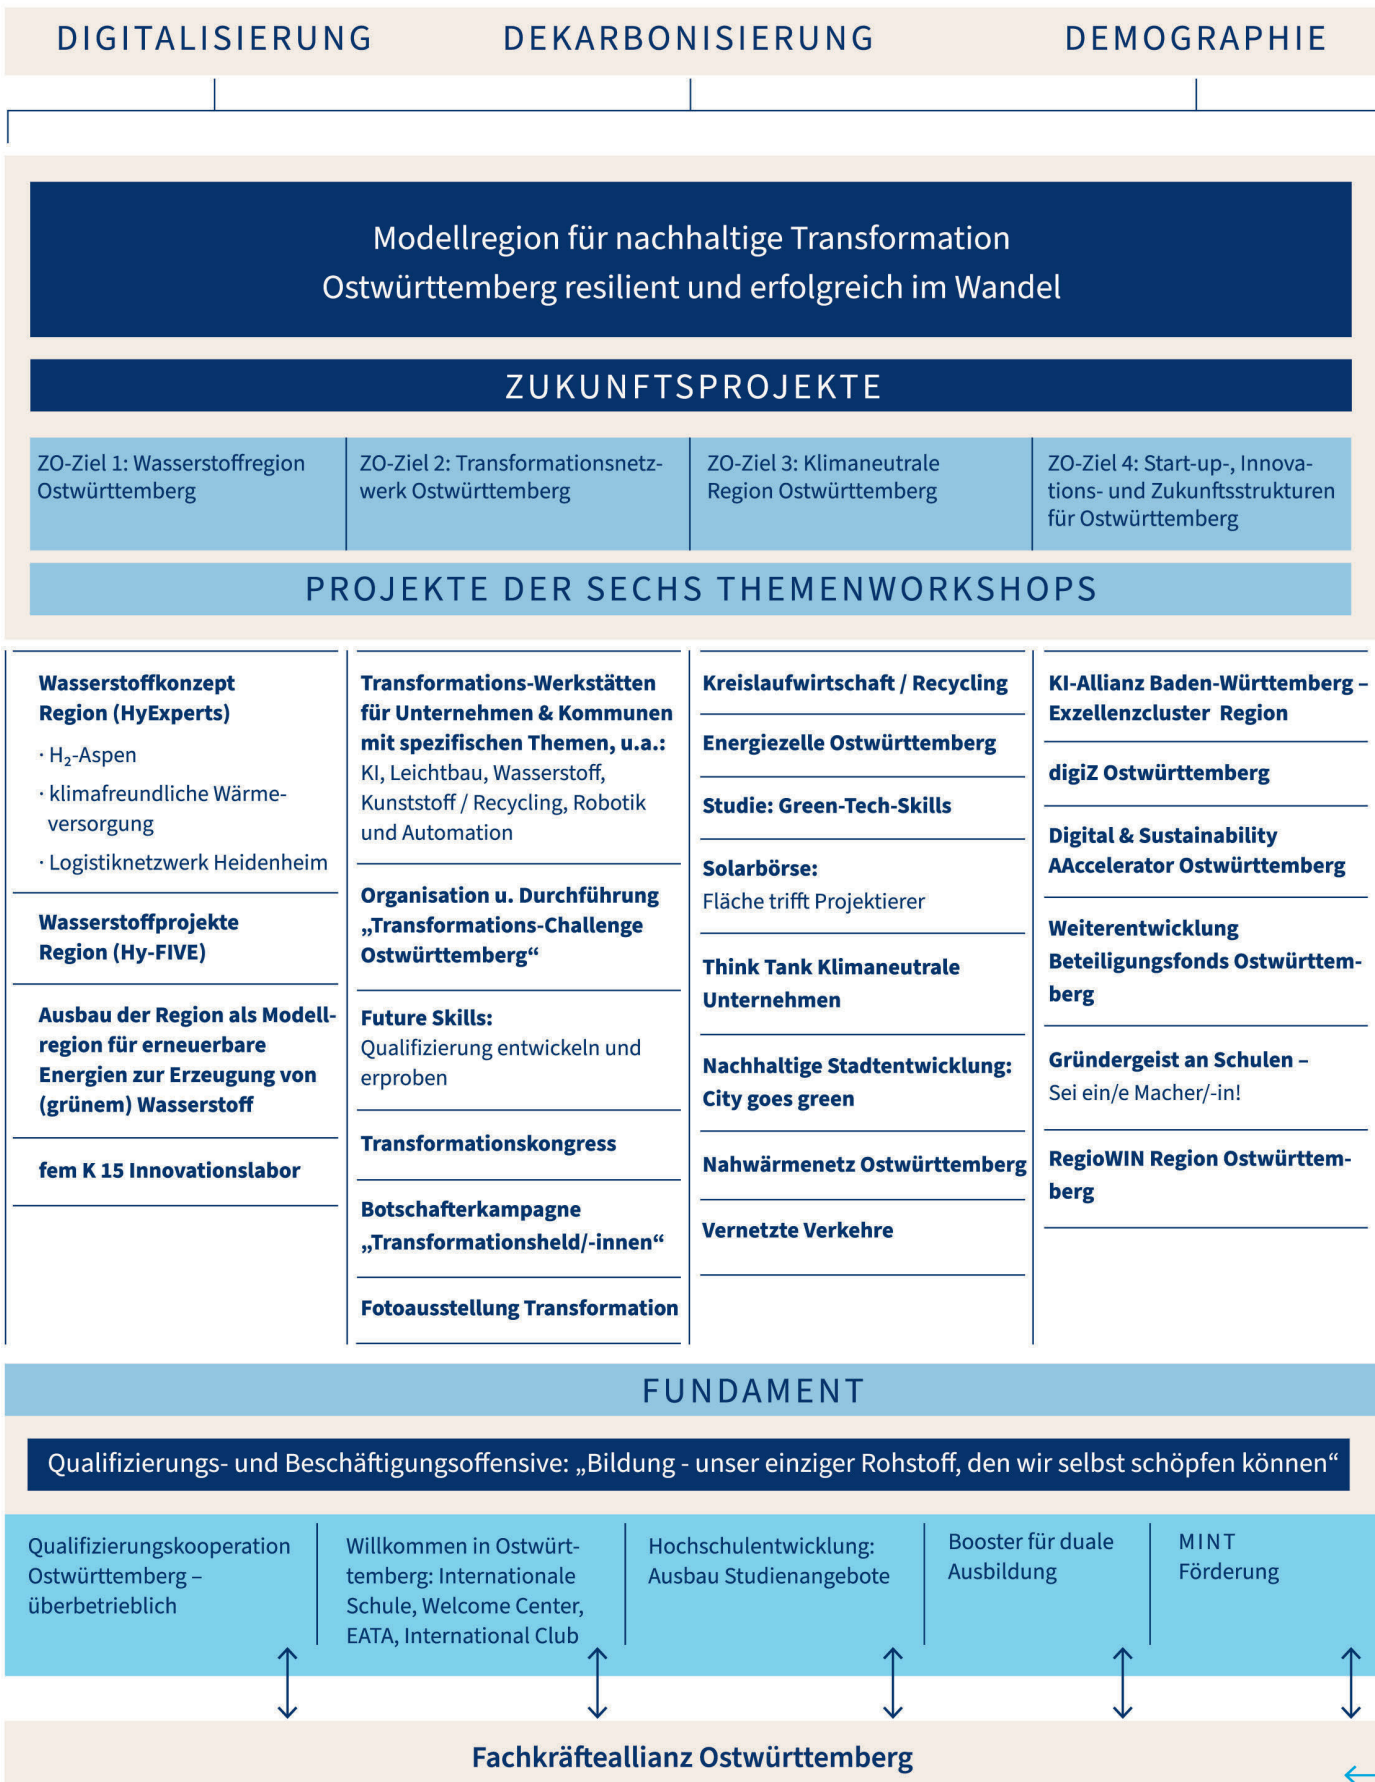 DIGITALISIERUNG
DEKARBONISIERUNG
DEMOGRAPHIE
Modellregion für nachhaltige Transformation
Ostwürttemberg resilient und erfolgreich im Wandel
ZUKUNFTSPROJEKTE
ZO-Ziel 1: Wasserstoffregion
Ostwürttemberg
ZO-Ziel 2: Transformationsnetz-
werk Ostwürttemberg
ZO-Ziel 3: Klimaneutrale
Region Ostwürttemberg
ZO-Ziel 4: Start-up-, Innova-
tions- und Zukunftsstrukturen
für Ostwürttemberg
PROJEKTE DER SECHS THEMENWORKSHOPS
Wasserstoffkonzept
Region (HyExperts)
· H₂-Aspen
· klimafreundliche Wärme-
versorgung
· Logistiknetzwerk Heidenheim
Wasserstoffprojekte
Region (Hy-FIVE)
Ausbau der Region als Modell-
region für erneuerbare
Energien zur Erzeugung von
(grünem) Wasserstoff
fem K 15 Innovationslabor
Transformations-Werkstätten
für Unternehmen & Kommunen
mit spezifischen Themen, u.a.:
KI, Leichtbau, Wasserstoff,
Kunststoff / Recycling, Robotik
und Automation
Organisation u. Durchführung
„Transformations-Challenge
Ostwürttemberg“
Future Skills:
Qualifizierung entwickeln und
erproben
Transformationskongress
Botschafterkampagne
„Transformationsheld/-innen“
Fotoausstellung Transformation
Kreislaufwirtschaft / Recycling
Energiezelle Ostwürttemberg
Studie: Green-Tech-Skills
Solarbörse:
Fläche trifft Projektierer
Think Tank Klimaneutrale
Unternehmen
Nachhaltige Stadtentwicklung:
City goes green
Nahwärmenetz Ostwürttemberg
Vernetzte Verkehre
KI-Allianz Baden-Württemberg –
Exzellenzcluster Region
digiZ Ostwürttemberg
Digital & Sustainability
AAccelerator Ostwürttemberg
Weiterentwicklung
Beteiligungsfonds Ostwürttem-
berg
Gründergeist an Schulen –
Sei ein/e Macher/-in!
RegioWIN Region Ostwürttem-
berg
FUNDAMENT
Qualifizierungs- und Beschäftigungsoffensive: „Bildung - unser einziger Rohstoff, den wir selbst schöpfen können“
Qualifizierungskooperation
Ostwürttemberg –
überbetrieblich
Willkommen in Ostwürt-
temberg: Internationale
Schule, Welcome Center,
EATA, International Club
Hochschulentwicklung:
Ausbau Studienangebote
Booster für duale
Ausbildung
MINT
Förderung
Fachkräfteallianz Ostwürttemberg